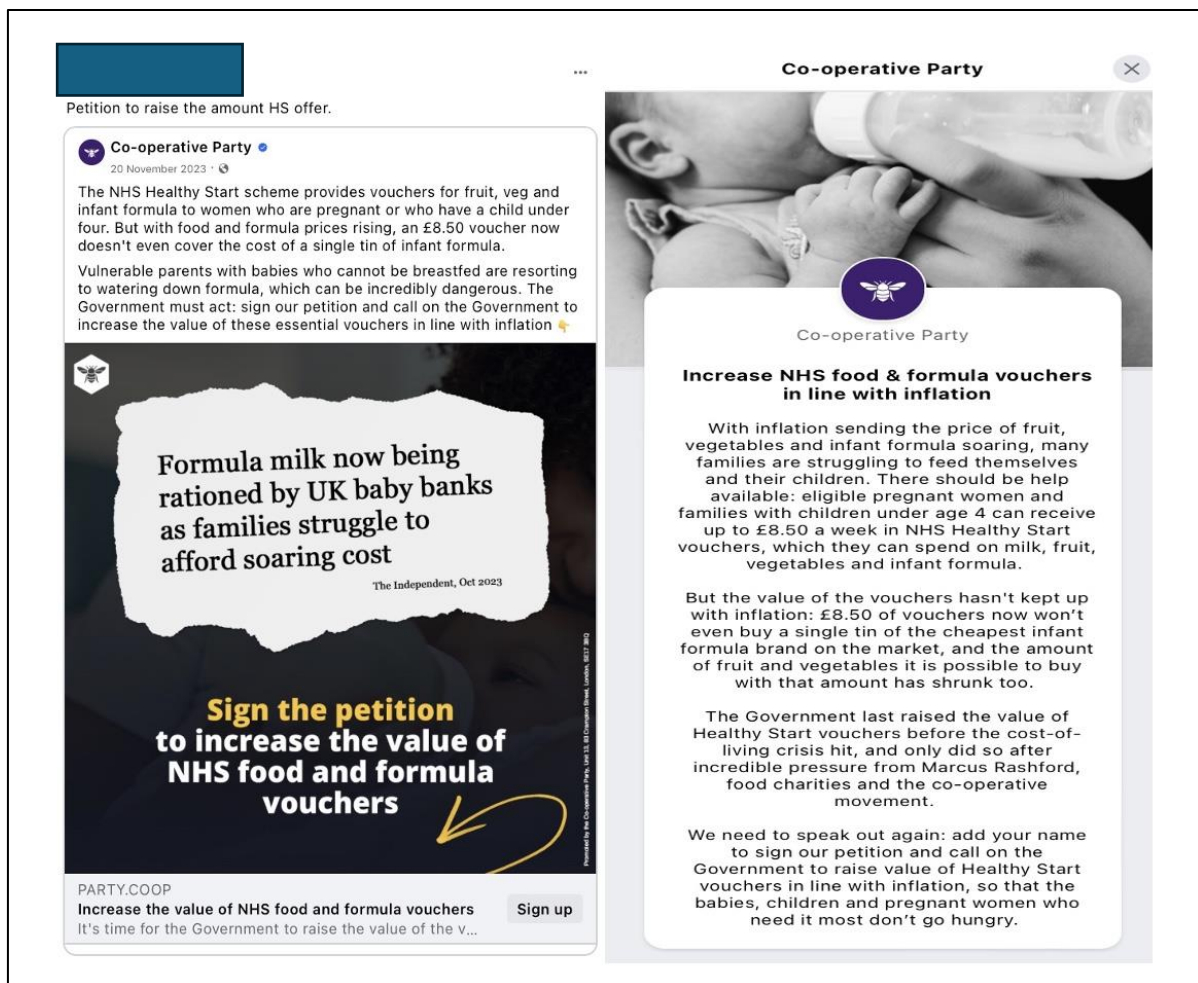 Petition to raise the amount HS offer.
Co-operative Party
20 November 2023 ·
The NHS Healthy Start scheme provides vouchers for fruit, veg and
infant formula to women who are pregnant or who have a child under
four. But with food and formula prices rising, an £8.50 voucher now
doesn't even cover the cost of a single tin of infant formula.
Vulnerable parents with babies who cannot be breastfed are resorting
to watering down formula, which can be incredibly dangerous. The
Government must act: sign our petition and call on the Government to
increase the value of these essential vouchers in line with inflation 👇
Formula milk now being
rationed by UK baby banks
as families struggle to
afford soaring cost
The Independent, Oct 2023
Sign the petition
to increase the value of
NHS food and formula
vouchers
Promoted by the Co-operative Party, Unit 13, 83 Crampton Street, London, SE17 3BQ
PARTY.COOP
Increase the value of NHS food and formula vouchers
It's time for the Government to raise the value of the v...
Sign up
Co-operative Party
Co-operative Party
Increase NHS food & formula vouchers
in line with inflation
With inflation sending the price of fruit,
vegetables and infant formula soaring, many
families are struggling to feed themselves
and their children. There should be help
available: eligible pregnant women and
families with children under age 4 can receive
up to £8.50 a week in NHS Healthy Start
vouchers, which they can spend on milk, fruit,
vegetables and infant formula.
But the value of the vouchers hasn't kept up
with inflation: £8.50 of vouchers now won’t
even buy a single tin of the cheapest infant
formula brand on the market, and the amount
of fruit and vegetables it is possible to buy
with that amount has shrunk too.
The Government last raised the value of
Healthy Start vouchers before the cost-of-
living crisis hit, and only did so after
incredible pressure from Marcus Rashford,
food charities and the co-operative
movement.
We need to speak out again: add your name
to sign our petition and call on the
Government to raise value of Healthy Start
vouchers in line with inflation, so that the
babies, children and pregnant women who
need it most don’t go hungry.